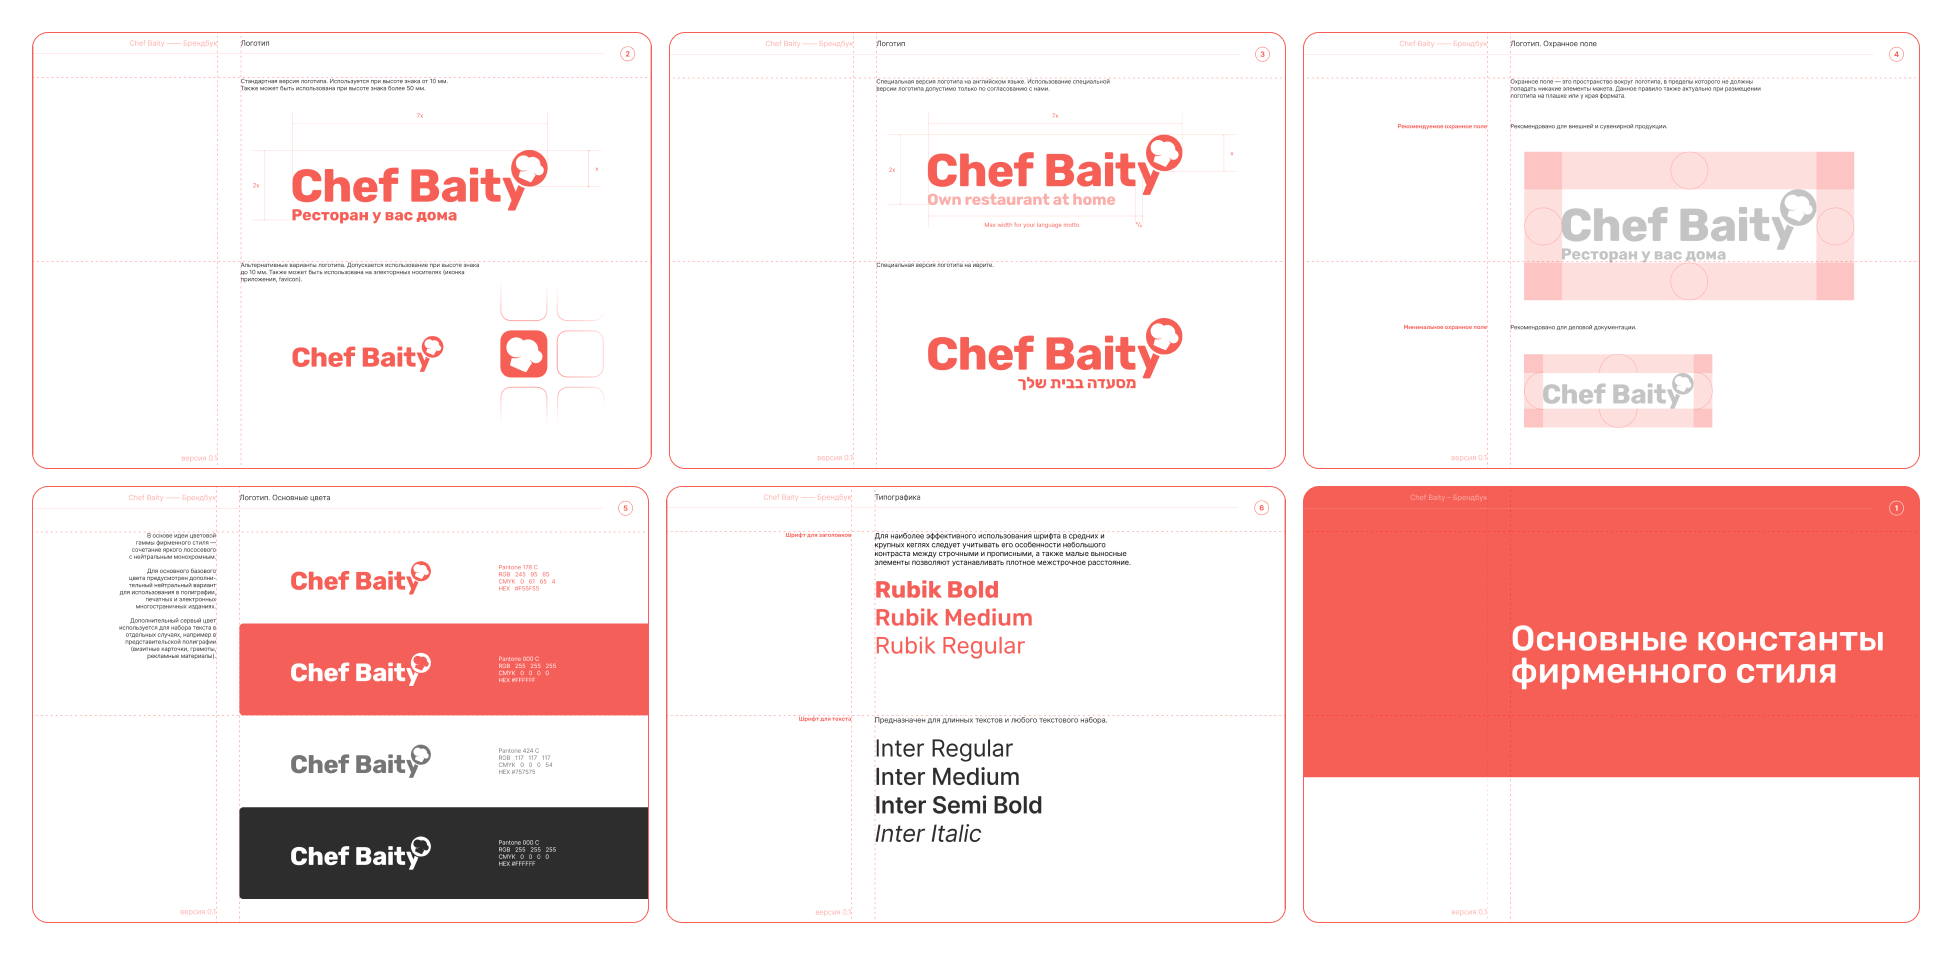 Chef Baity —— Брендбук
Логотип
2
Стандартная версия логотипа. Используется при высоте знака от 10 мм.
Также может быть использована при высоте знака более 50 мм.
7x
2x
x
Chef Baity
Ресторан у вас дома
Альтернативные варианты логотипа. Допускается использование при высоте знака
до 10 мм. Также может быть использована на электорнных носителях (иконка
приложения, favicon).
Chef Baity
версия 0.1
Chef Baity —— Брендбук
Логотип
3
Специальная версия логотипа на английском языке. Использование специальной
версии логотипа допустимо только по согласованию с нами.
7x
2x
x
Chef Baity
Own restaurant at home
Max width for your language motto
Специальная версия логотипа на иврите.
Chef Baity
מסעדה בבית שלך
версия 0.1
Chef Baity —— Брендбук
Логотип. Охранное поле
4
Охранное поле — это пространство вокруг логотипа, в пределы которого не должны
попадать никакие элементы макета. Данное правило также актуально при размещении
логотипа на плашке или у края формата.
Рекомендуемое охранное поле
Рекомендовано для внешней и сувенирной продукции.
Chef Baity
Ресторан у вас дома
Минимальное охранное поле
Рекомендовано для деловой документации.
Chef Baity
версия 0.1
Chef Baity —— Брендбук
Логотип. Основные цвета
5
В основе идеи цветовой
гаммы фирменного стиля —
сочетание яркого лососевого
с нейтральным монохромным.
Для основного базового
цвета предусмотрен дополни-
тельный нейтральный вариант
для использования в полиграфии,
печатных и электронных
многостраничных изданиях.
Дополнительный серый цвет
используется для набора текста в
отдельных случаях, например в
представительской полиграфии
(визитные карточки, грамоты,
рекламные материалы).
Chef Baity
Pantone 178 C
RGB 245 95 85
CMYK 0 61 65 4
HEX #F55F55
Chef Baity
Pantone 000 C
RGB 255 255 255
CMYK 0 0 0 0
HEX #FFFFFF
Chef Baity
Pantone 424 C
RGB 117 117 117
CMYK 0 0 0 54
HEX #757575
Chef Baity
Pantone 000 C
RGB 255 255 255
CMYK 0 0 0 0
HEX #FFFFFF
версия 0.1
Chef Baity —— Брендбук
Типографика
6
Шрифт для заголовков
Для наиболее эффективного использования шрифта в средних и
крупных кеглях следует учитывать его особенности небольшого
контраста между строчными и прописными, а также малые выносные
элементы позволяют устанавливать плотное межстрочное расстояние.
Rubik Bold
Rubik Medium
Rubik Regular
Шрифт для текста
Предназначен для длинных текстов и любого текстового набора.
Inter Regular
Inter Medium
Inter Semi Bold
Inter Italic
версия 0.1
Chef Baity – Брендбук
1
Основные константы
фирменного стиля
версия 0.1